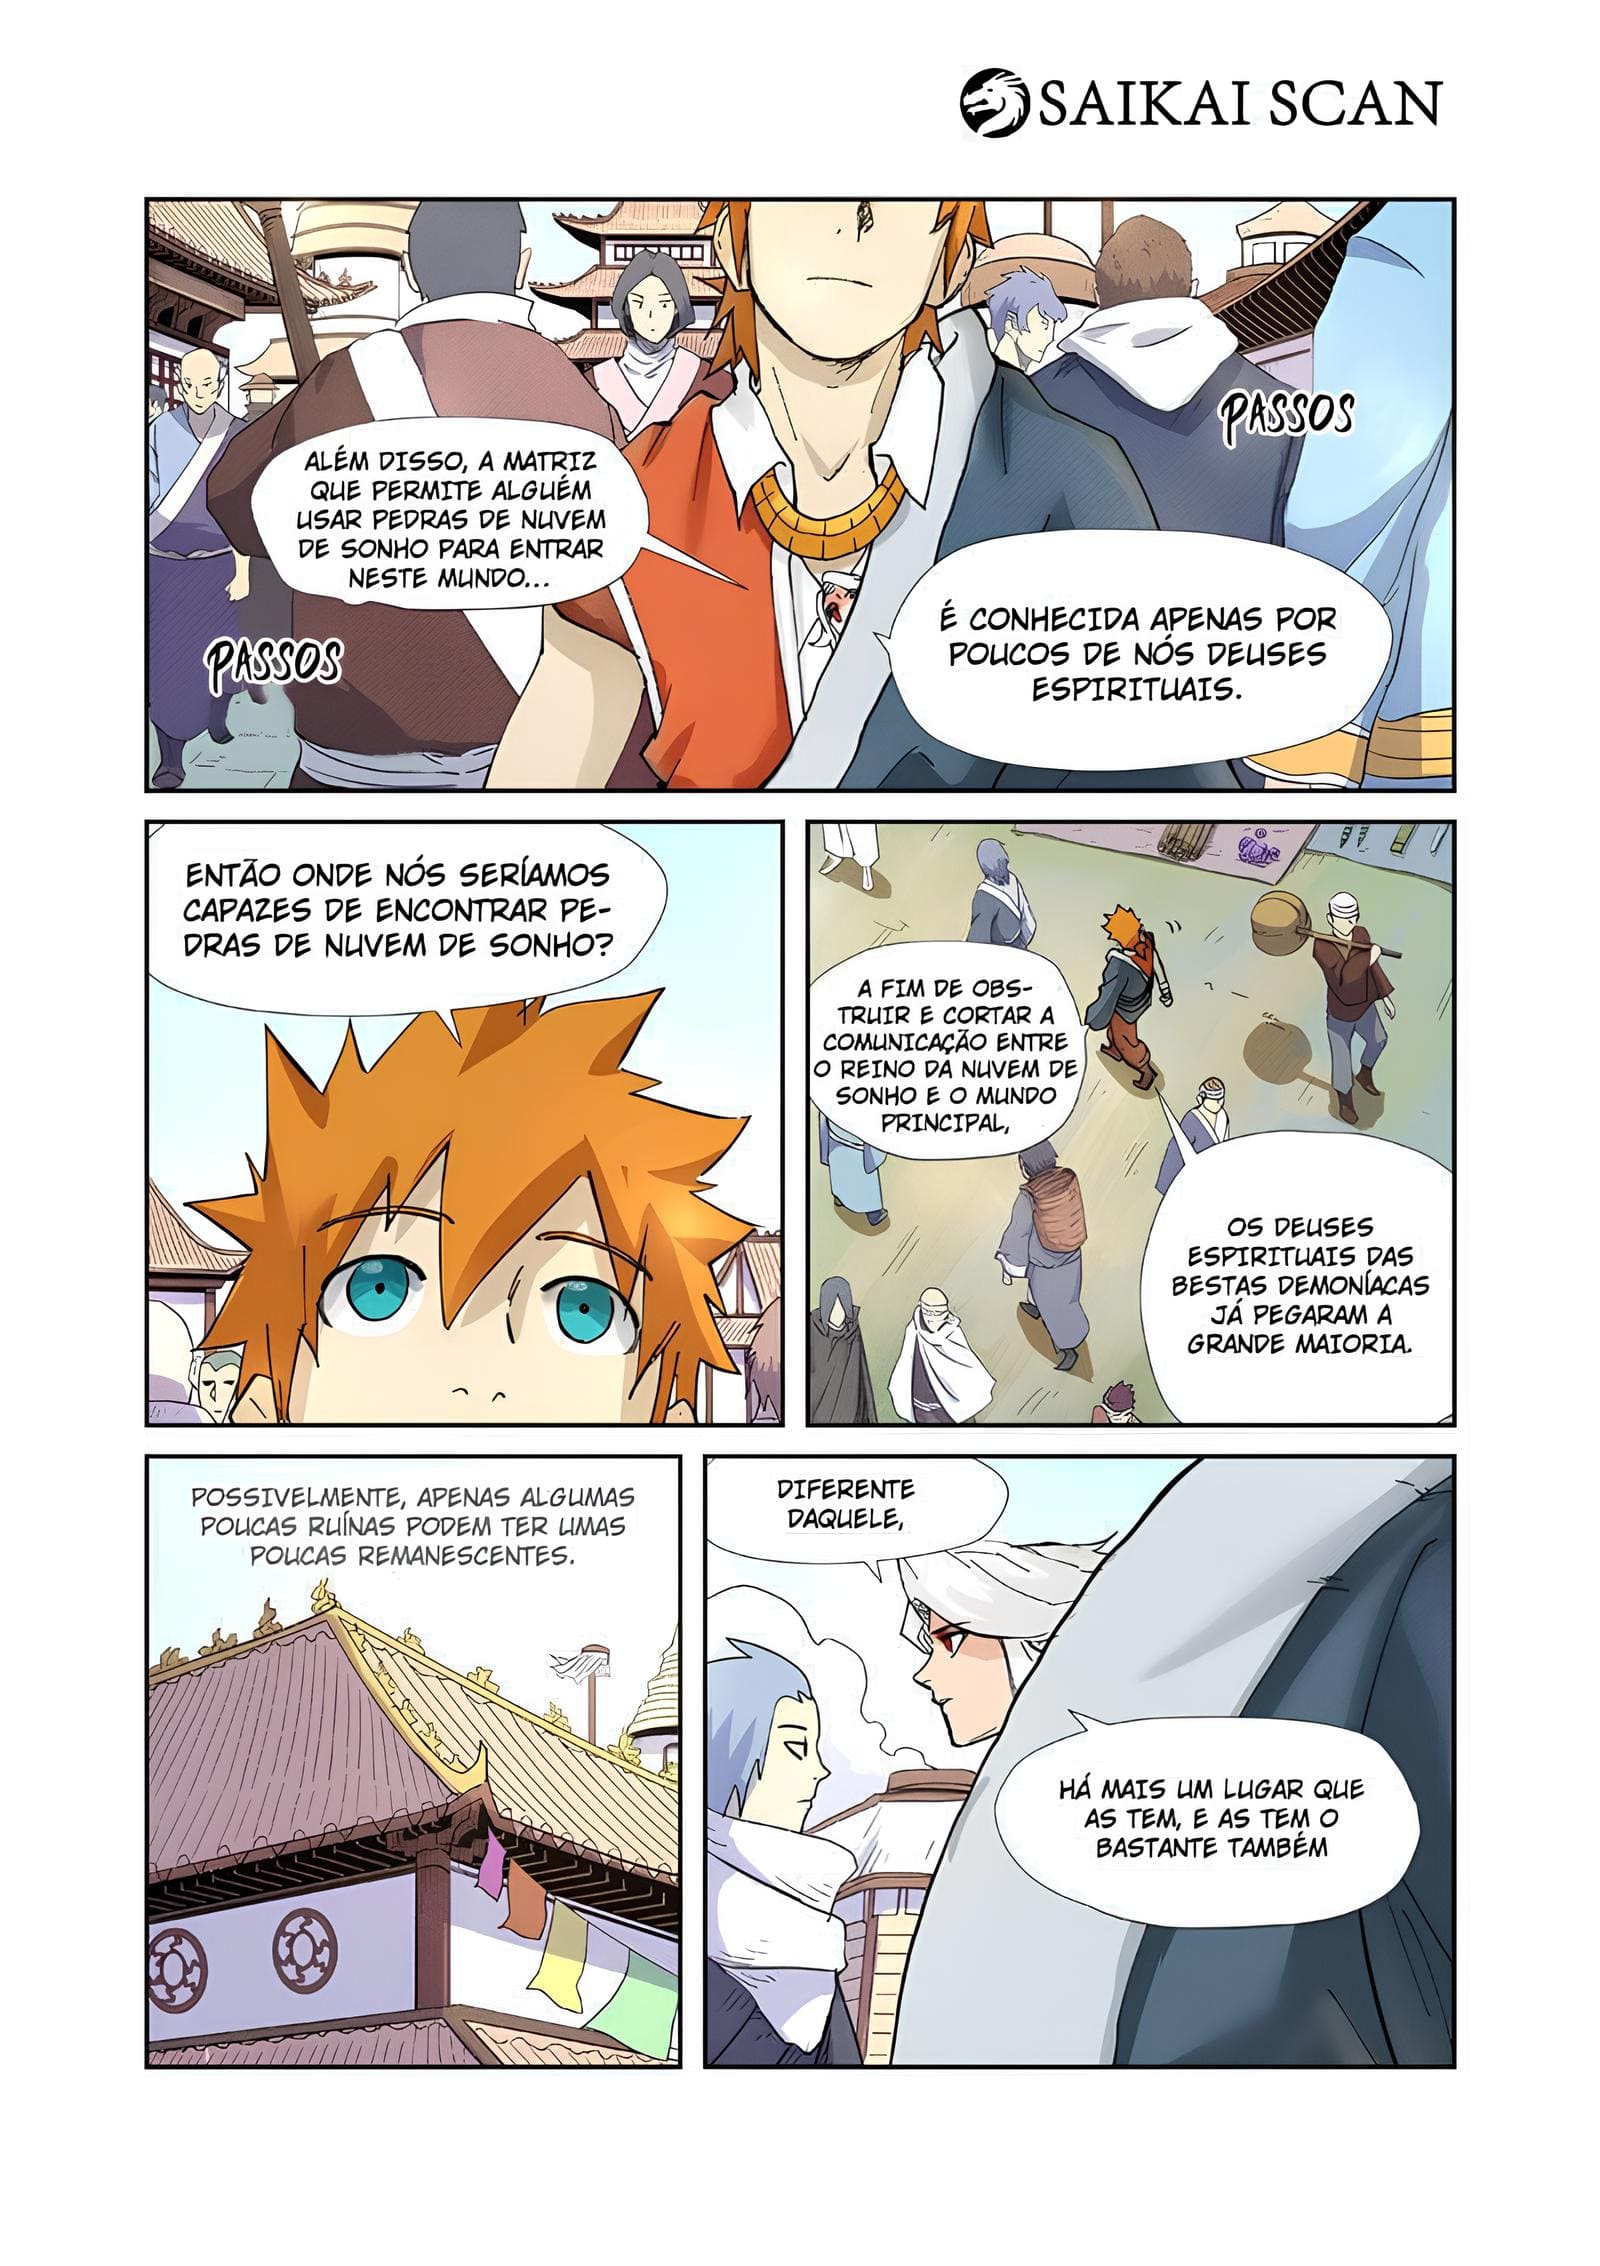 SAIKAI SCAN
PASSOS
ALÉM DISSO, A MATRIZ
QUE PERMITE ALGUÉM
USAR PEDRAS DE NUVEM
DE SONHO PARA ENTRAR
NESTE MUNDO...
É CONHECIDA APENAS POR
POUCOS DE NÓS DEUSES
ESPIRITUAIS.
PASSOS
ENTÃO ONDE NÓS SERÍAMOS
CAPAZES DE ENCONTRAR PE-
DRAS DE NUVEM DE SONHO?
A FIM DE OBS-
TRUIR E CORTAR A
COMUNICAÇÃO ENTRE
O REINO DA NUVEM DE
SONHO E O MUNDO
PRINCIPAL,
OS DEUSES
ESPIRITUAIS DAS
BESTAS DEMONÍACAS
JÁ PEGARAM A
GRANDE MAIORIA.
POSSIVELMENTE, APENAS ALGUMAS
POUCAS RUÍNAS PODEM TER UMAS
POUCAS REMANESCENTES.
DIFERENTE
DAQUELE,
HÁ MAIS UM LUGAR QUE
AS TEM, E AS TEM O
BASTANTE TAMBÉM